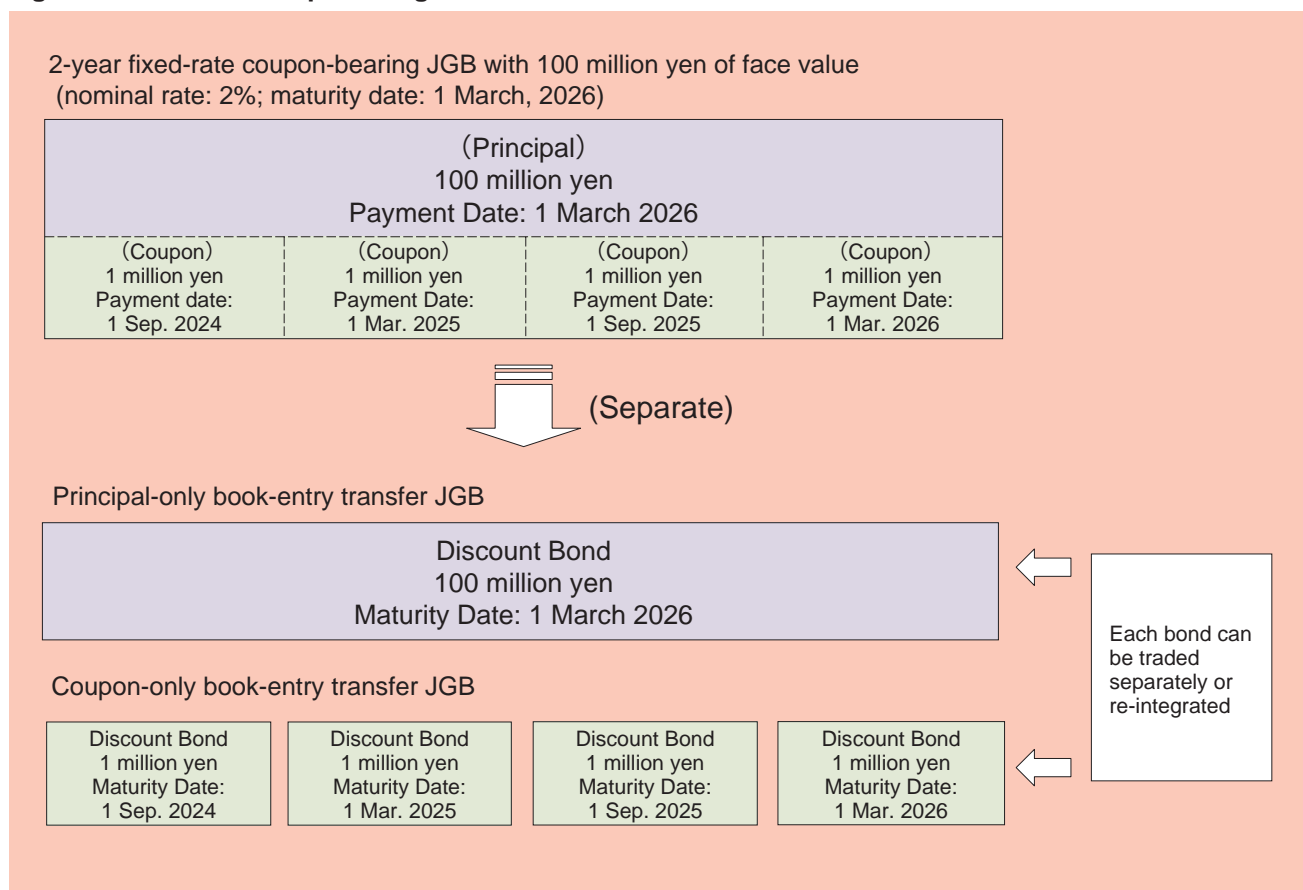 2-year fixed-rate coupon-bearing JGB with 100 million yen of face value
(nominal rate: 2%; maturity date: 1 March, 2026)
（Principal）
100 million yen
Payment Date: 1 March 2026
（Coupon）
1 million yen
Payment date:
1 Sep. 2024
（Coupon）
1 million yen
Payment Date:
1 Mar. 2025
（Coupon）
1 million yen
Payment Date:
1 Sep. 2025
（Coupon）
1 million yen
Payment Date:
1 Mar. 2026
(Separate)
Principal-only book-entry transfer JGB
Discount Bond
100 million yen
Maturity Date: 1 March 2026
Each bond can
be traded
separately or
re-integrated
Coupon-only book-entry transfer JGB
Discount Bond
1 million yen
Maturity Date:
1 Sep. 2024
Discount Bond
1 million yen
Maturity Date:
1 Mar. 2025
Discount Bond
1 million yen
Maturity Date:
1 Sep. 2025
Discount Bond
1 million yen
Maturity Date:
1 Mar. 2026